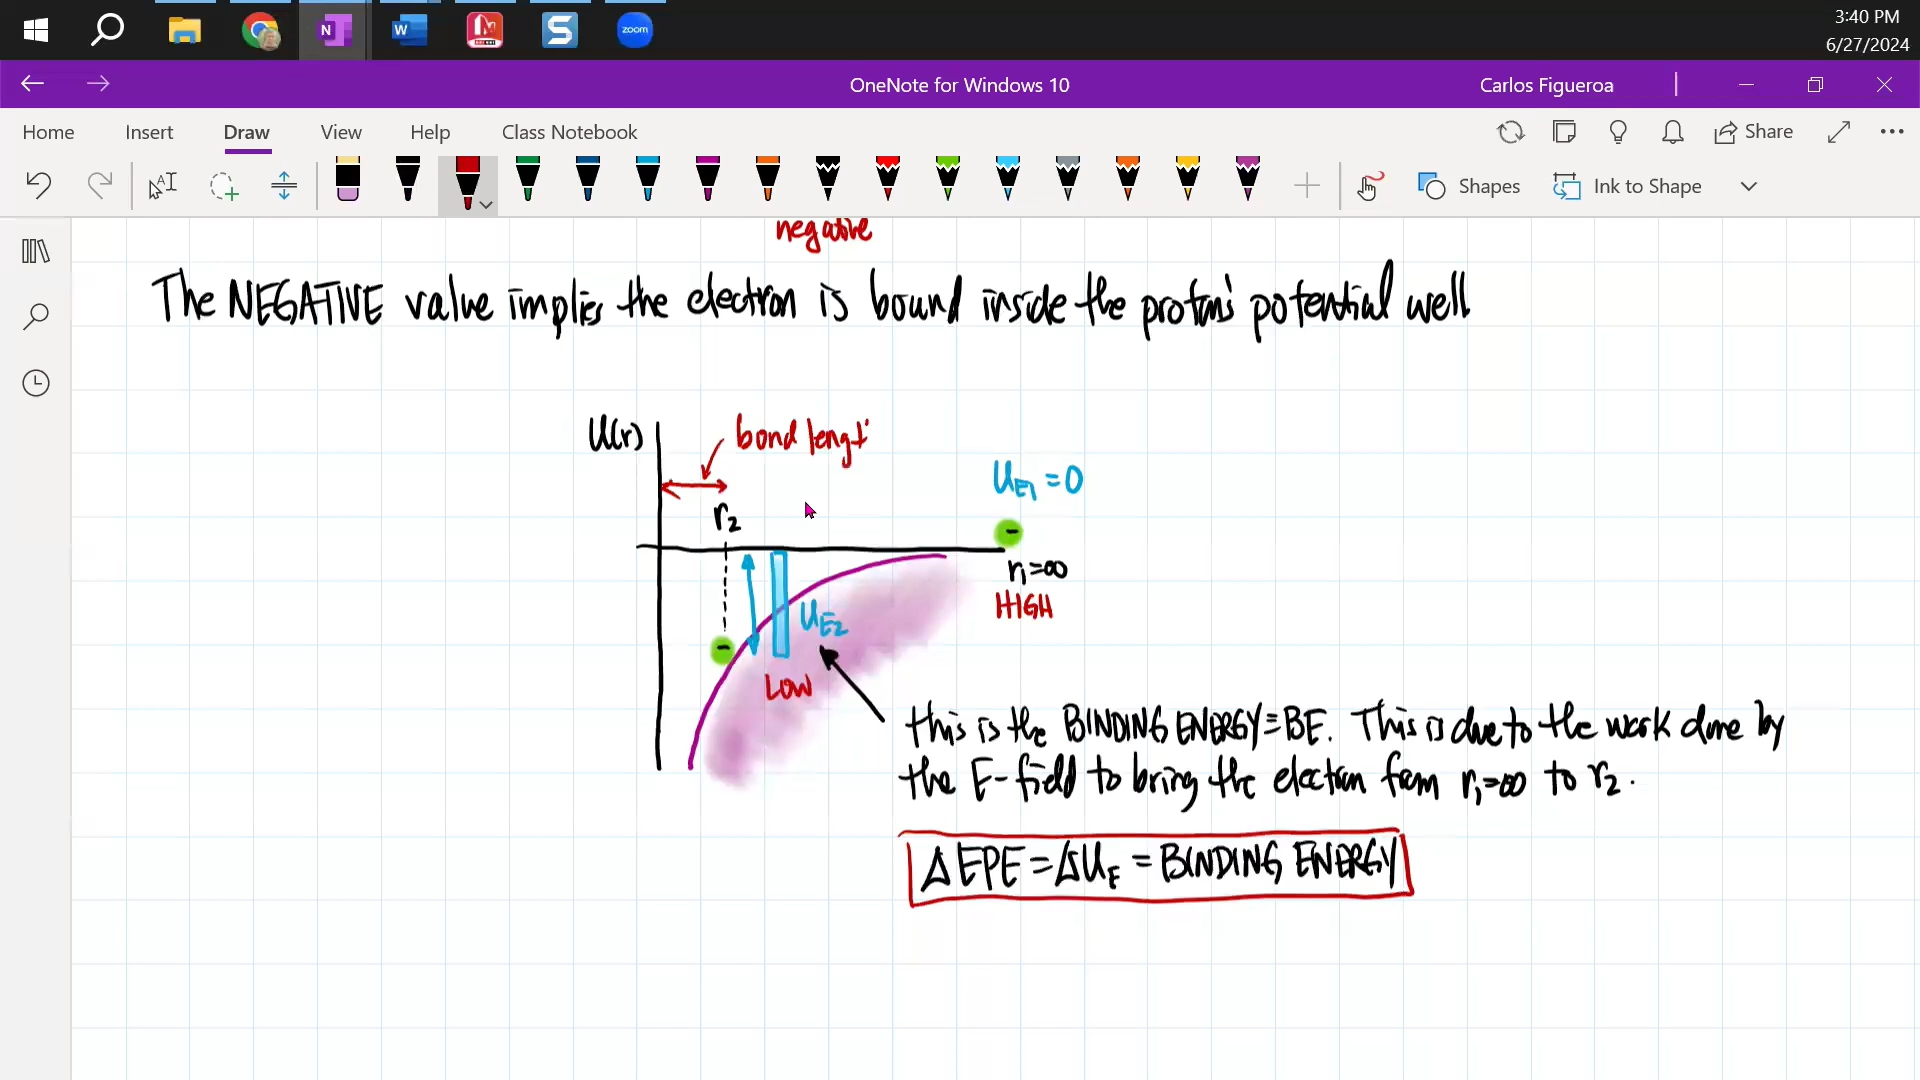 3:40 PM
6/27/2024
zoom
OneNote for Windows 10
Carlos Figueroa
Home Insert Draw View Help Class Notebook
Share
Shapes
Ink to Shape
negative
The NEGATIVE value implies the electron is bound inside the proton's potential well
U(r)
bond lengt
UE1 = 0
r2
-
r1=∞
HIGH
UE2
-
LOW
this is the BINDING ENERGY≡BE. This is due to the work done by
the E-field to bring the electron from r1=∞ to r2.
ΔEPE = ΔUE = BINDING ENERGY